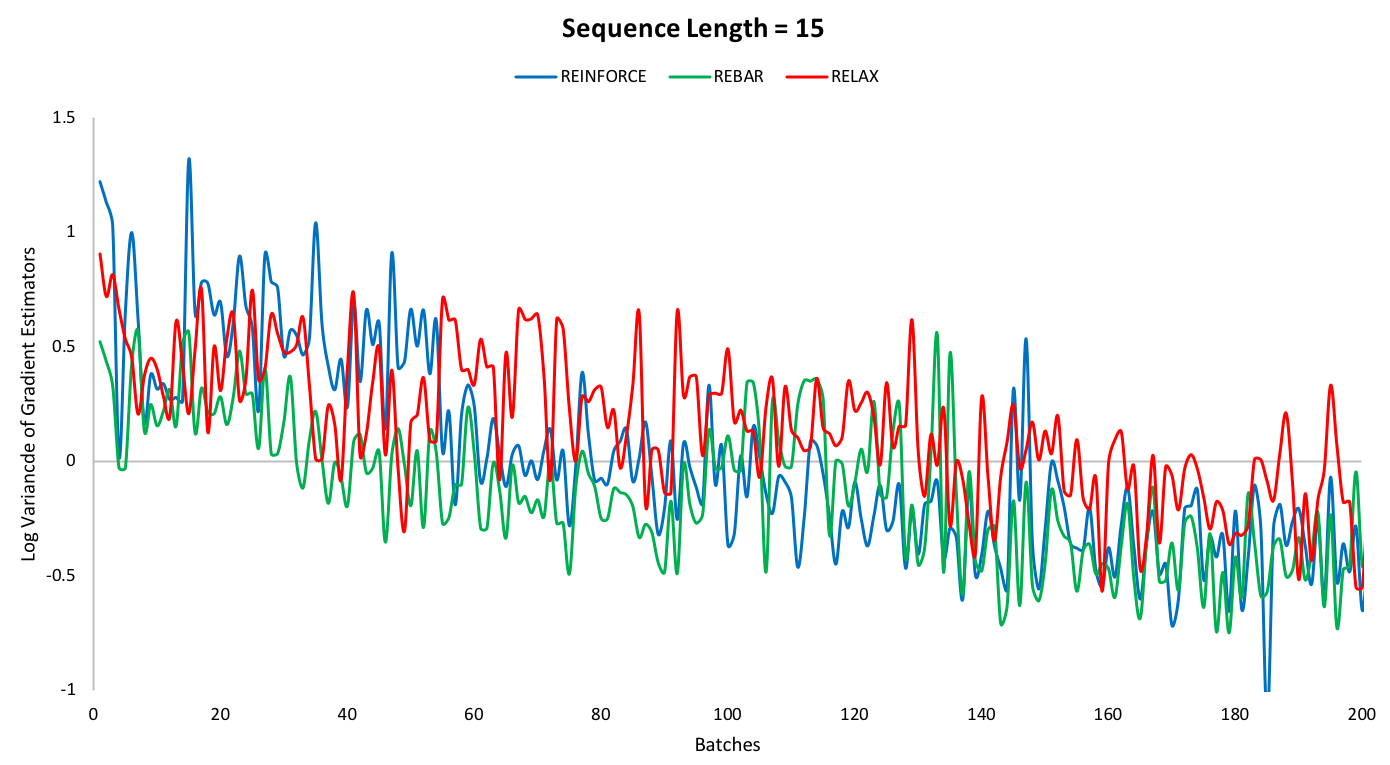 Sequence Length = 15
REINFORCE REBAR RELAX
Log Variancde of Gradient Estimators
1.5
1
0.5
0
-0.5
-1
0 20 40 60 80 100 120 140 160 180 200
Batches